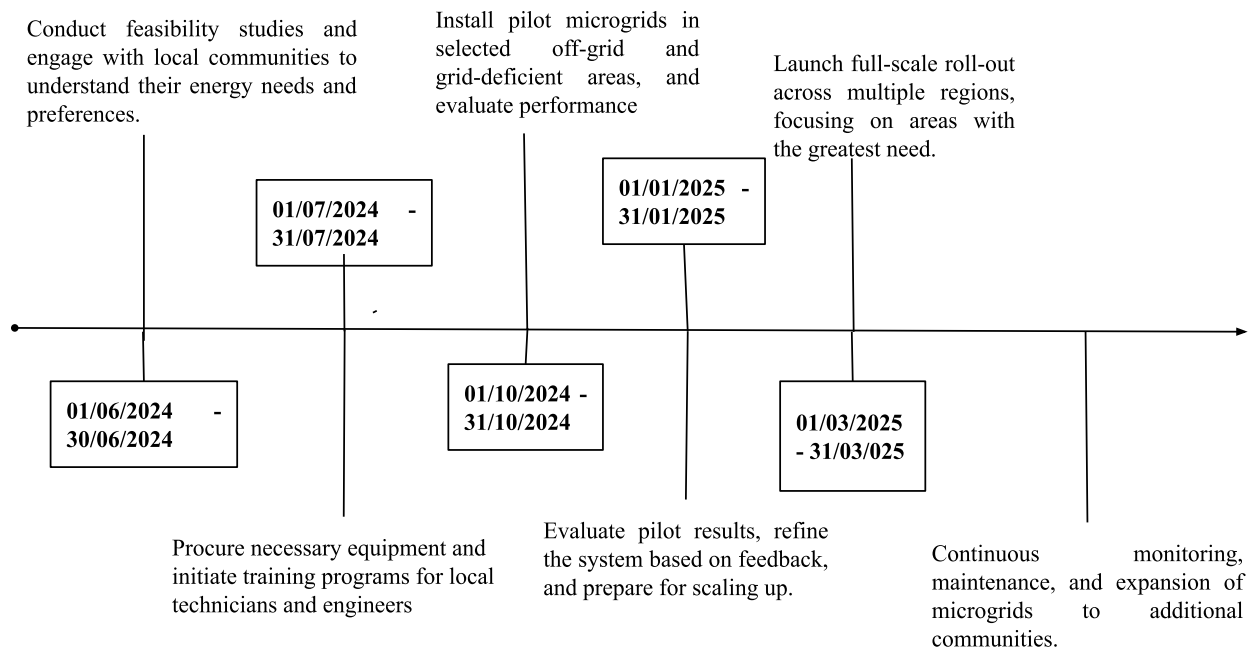 Conduct feasibility studies and
engage with local communities to
understand their energy needs and
preferences.
Install pilot microgrids in
selected off-grid and
grid-deficient areas, and
evaluate performance
Launch full-scale roll-out
across multiple regions,
focusing on areas with
the greatest need.
01/07/2024 -
31/07/2024
01/01/2025 -
31/01/2025
01/06/2024 -
30/06/2024
01/10/2024 -
31/10/2024
01/03/2025
- 31/03/025
Procure necessary equipment and
initiate training programs for local
technicians and engineers
Evaluate pilot results, refine
the system based on feedback,
and prepare for scaling up.
Continuous monitoring,
maintenance, and expansion of
microgrids to additional
communities.